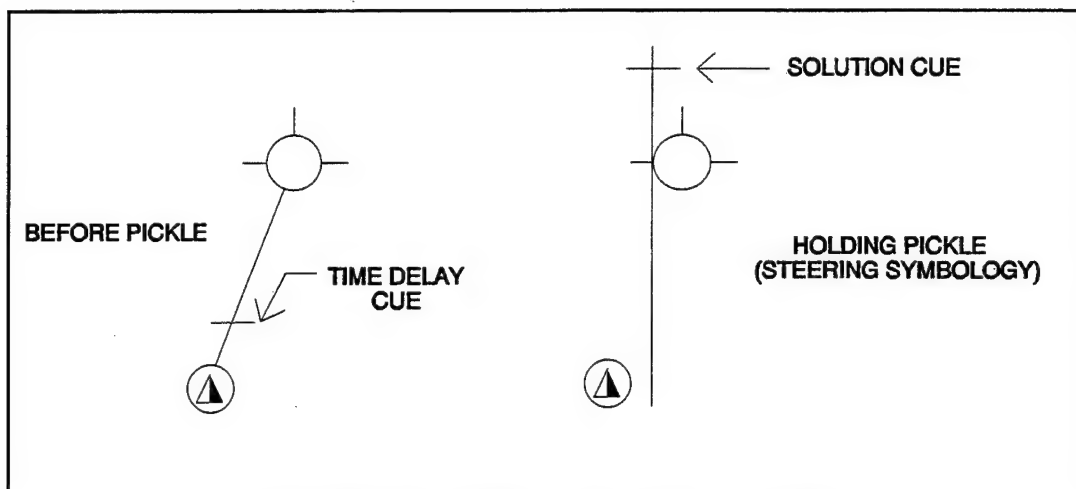 SOLUTION CUE
BEFORE PICKLE
TIME DELAY
CUE
HOLDING PICKLE
(STEERING SYMBOLOGY)